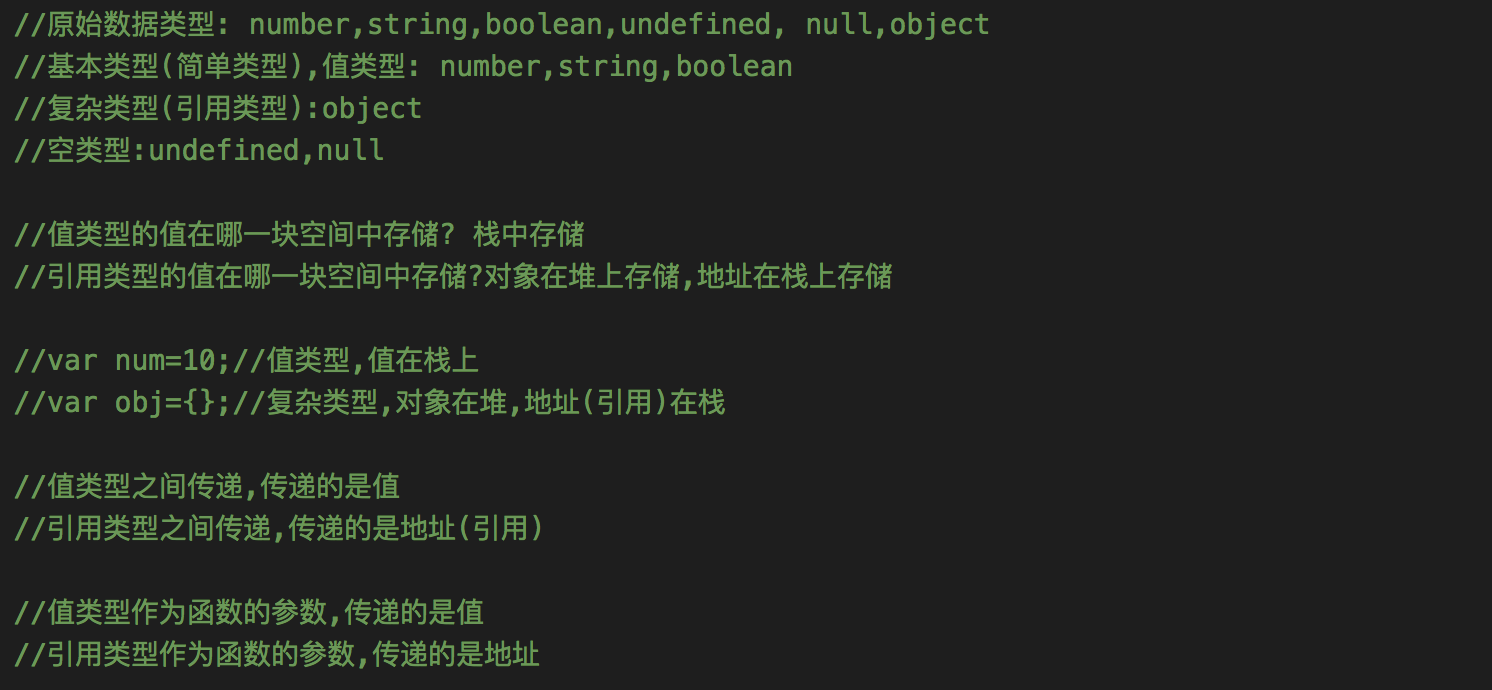 //原始数据类型: number,string,boolean,undefined, null,object
//基本类型(简单类型),值类型: number,string,boolean
//复杂类型(引用类型):object
//空类型:undefined,null
//值类型的值在哪一块空间中存储? 栈中存储
//引用类型的值在哪一块空间中存储?对象在堆上存储,地址在栈上存储
//var num=10;//值类型,值在栈上
//var obj={};//复杂类型,对象在堆,地址(引用)在栈
//值类型之间传递,传递的是值
//引用类型之间传递,传递的是地址(引用)
//值类型作为函数的参数,传递的是值
//引用类型作为函数的参数,传递的是地址